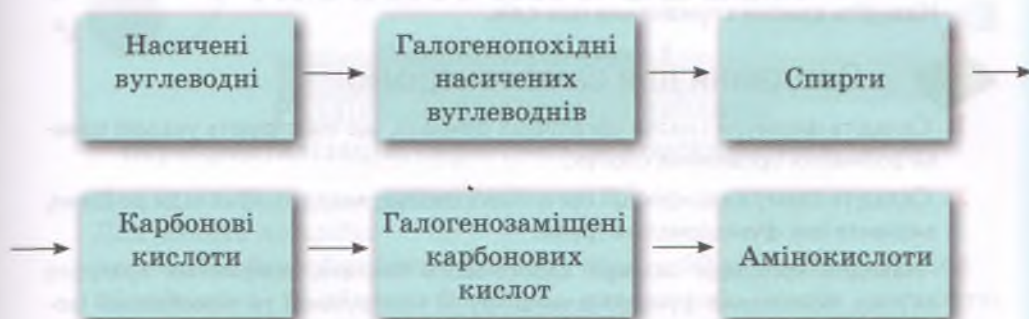 Насичені
вуглеводні
Галогенопохідні
насичених
вуглеводнів
Спирти
Карбонові
кислоти
Галогенозаміщені
карбонових
кислот
Амінокислоти